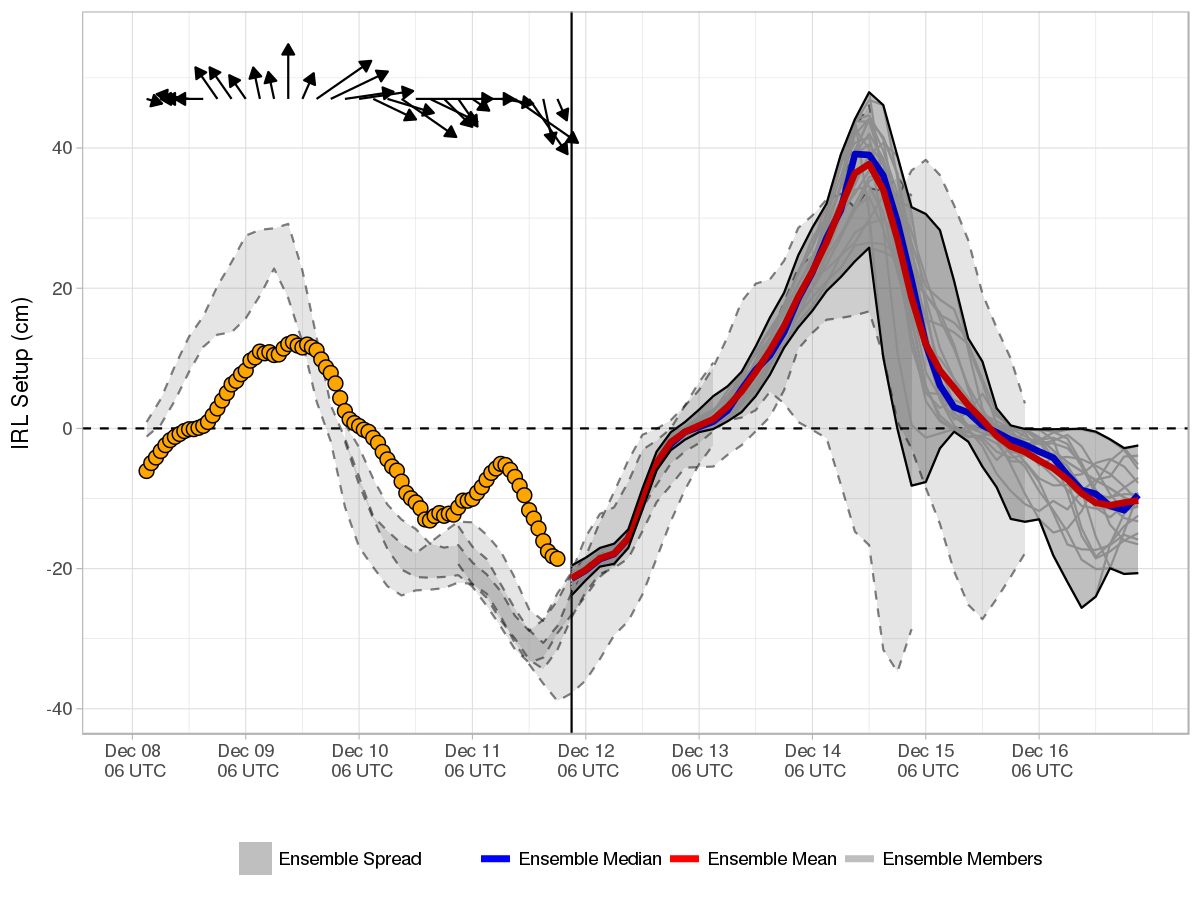 IRL Setup (cm)
40
20
0
-20
-40
Dec 08 Dec 09 Dec 10 Dec 11 Dec 12 Dec 13 Dec 14 Dec 15 Dec 16
06 UTC 06 UTC 06 UTC 06 UTC 06 UTC 06 UTC 06 UTC 06 UTC 06 UTC
Ensemble Spread Ensemble Median Ensemble Mean Ensemble Members